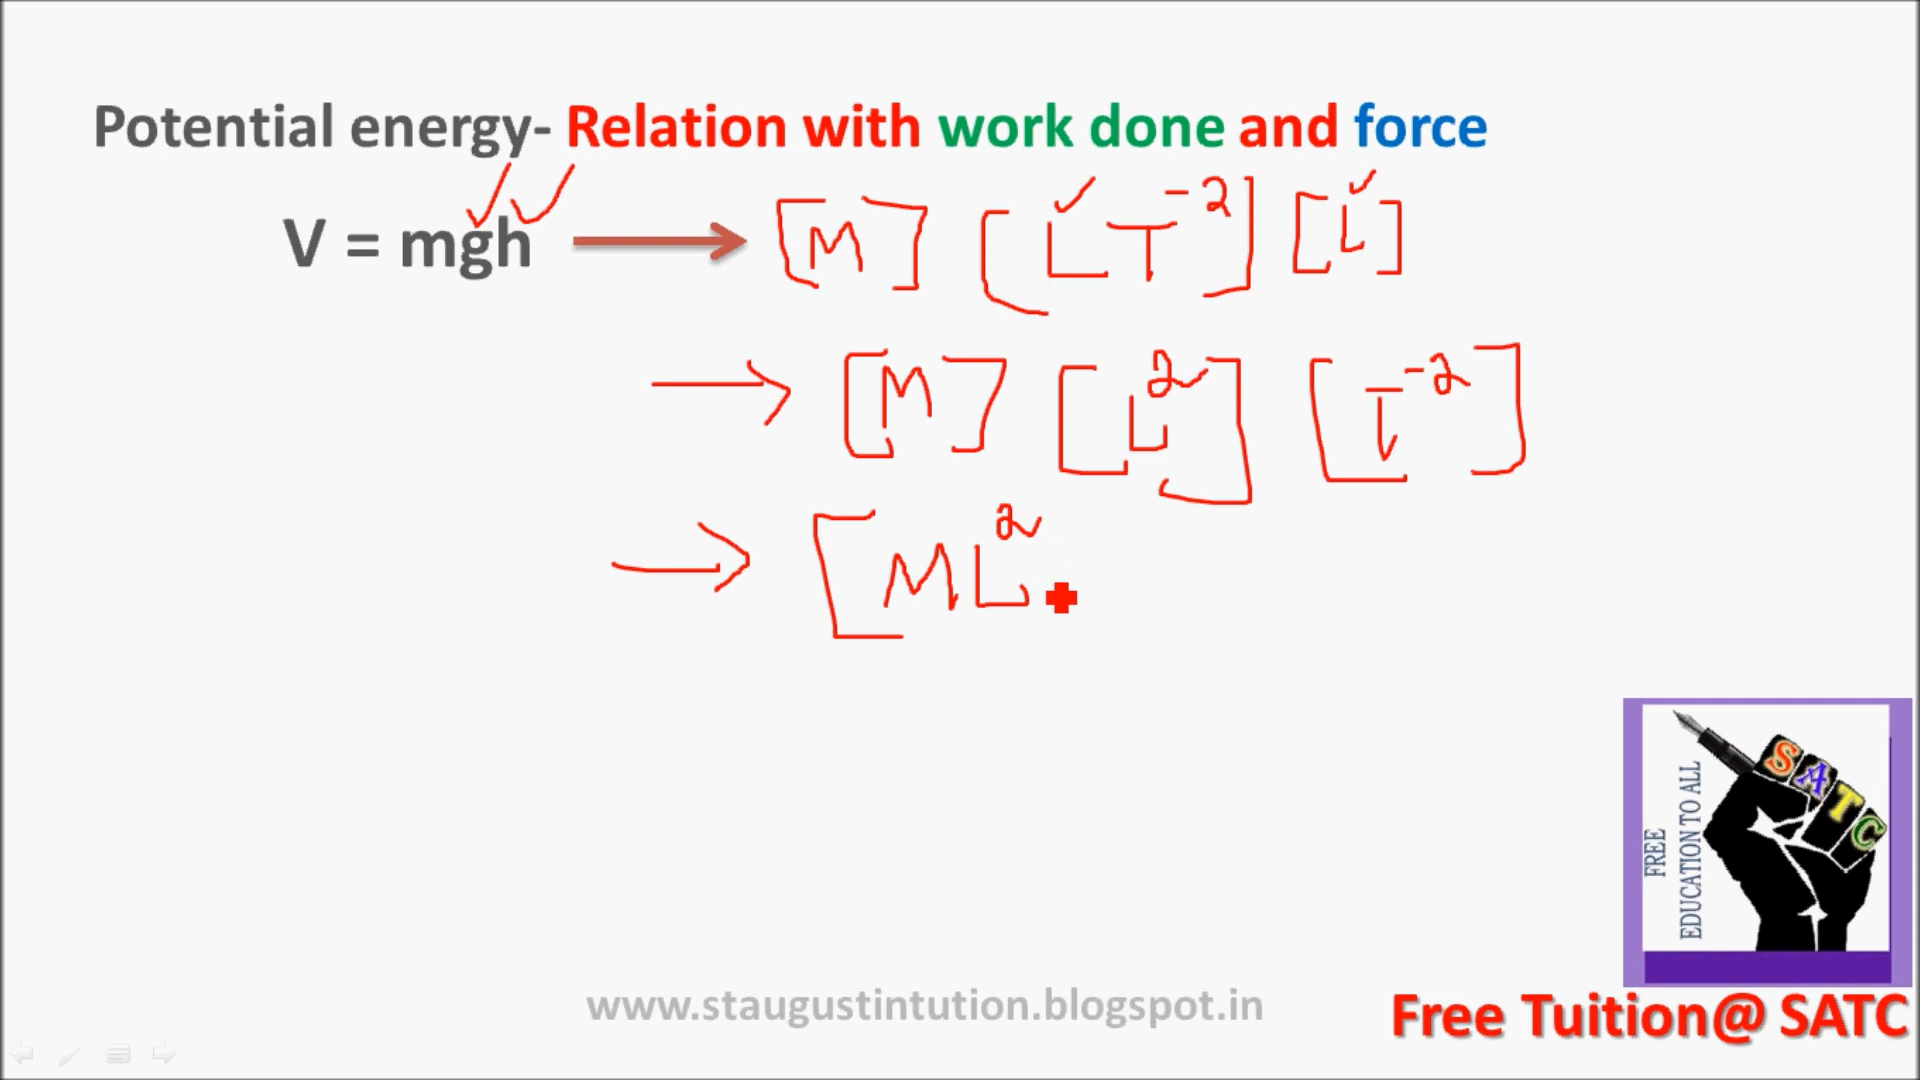 Potential energy- Relation with work done and force
V = mgh → [M] [LT⁻²] [L]
→ [M] [L²] [T⁻²]
→ [ML²
SATC
FREE
EDUCATION TO ALL
www.staugustintution.blogspot.in
Free Tuition@ SATC